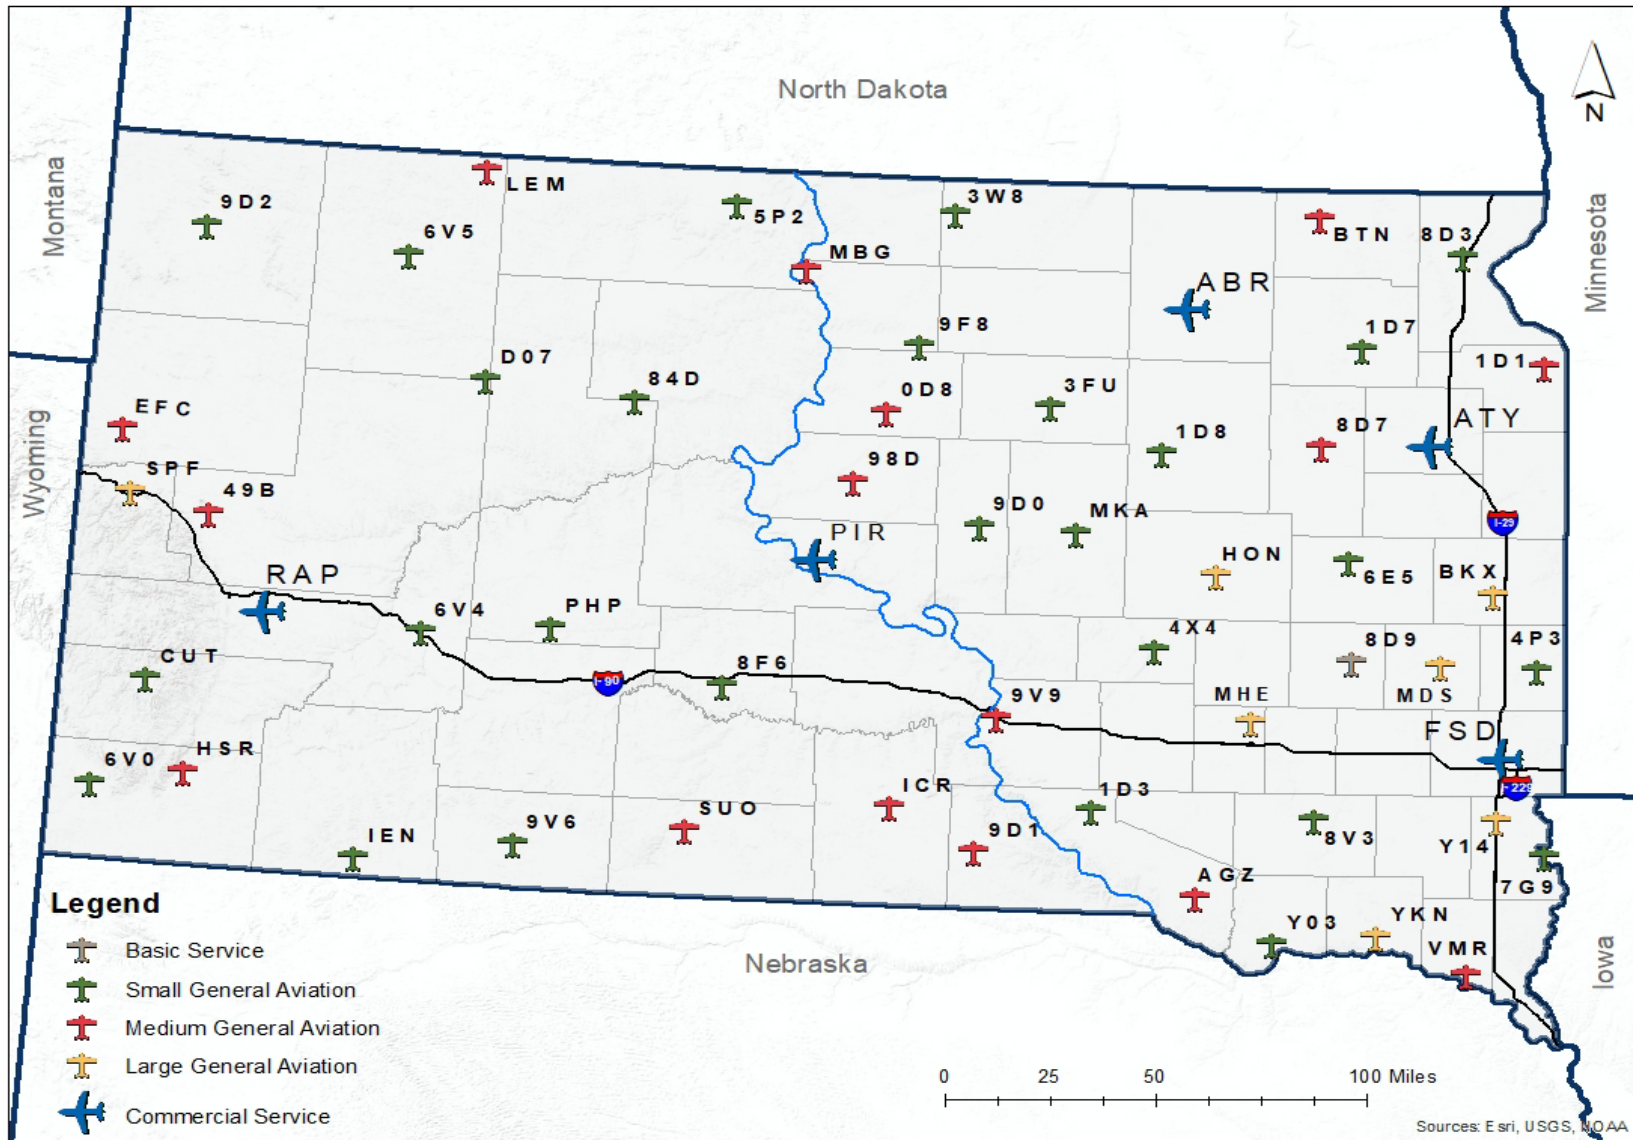 North Dakota
N
Montana
Minnesota
Wyoming
Iowa
Nebraska
9D2
6V5
LEM
5P2
3W8
BTN
8D3
MBG
ABR
9F8
1D7
1D1
D07
84D
0D8
3FU
EFC
1D8
8D7
ATY
SPF
49B
98D
9D0
MKA
I-29
PIR
HON
6E5
BKX
RAP
6V4
PHP
4X4
8D9
4P3
CUT
I-90
8F6
9V9
MHE
MDS
FSD
6V0
HSR
ICR
1D3
I-229
SUO
9V6
IEN
9D1
8V3
Y14
7G9
AGZ
Y03
YKN
VMR
Legend
Basic Service
Small General Aviation
Medium General Aviation
Large General Aviation
Commercial Service
0 25 50 100 Miles
Sources: Esri, USGS, NOAA